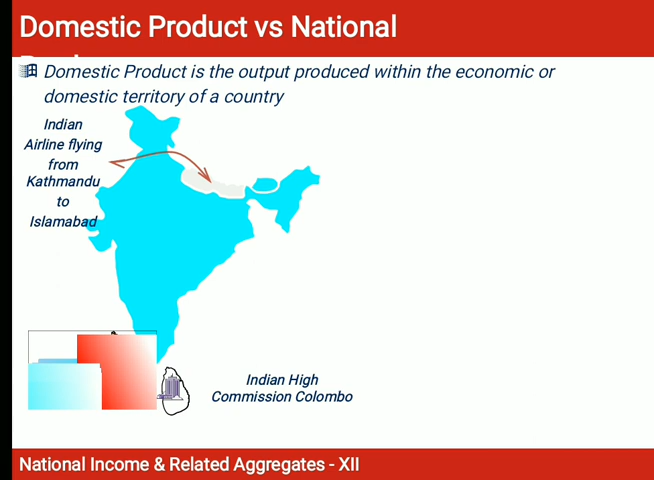 Domestic Product vs National
Domestic Product is the output produced within the economic or
domestic territory of a country
Indian
Airline flying
from
Kathmandu
to
Islamabad
Indian High
Commission Colombo
National Income & Related Aggregates - XII